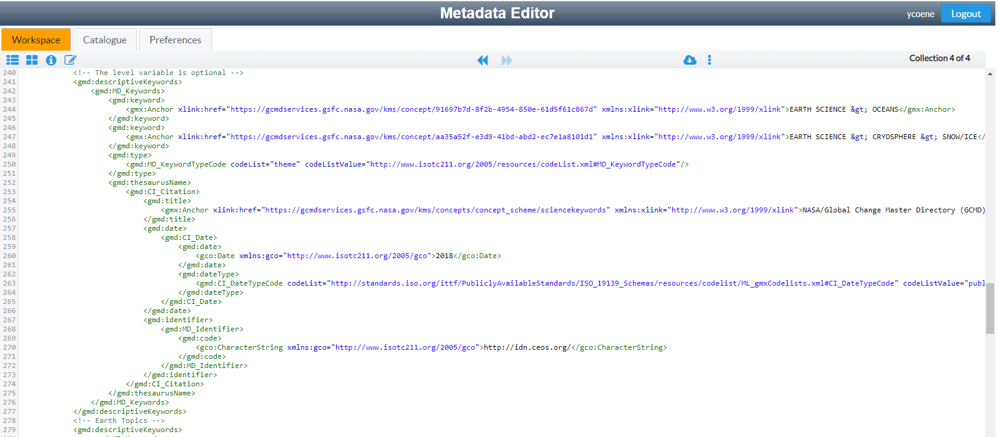 Metadata Editor
ycoene
Logout
Workspace
Catalogue
Preferences
Collection 4 of 4
240 <!-- The level variable is optional -->
241 <gmd:descriptiveKeywords>
242 <gmd:MD_Keywords>
243 <gmd:keyword>
244 <gmx:Anchor xlink:href="https://gcmdservices.gsfc.nasa.gov/kms/concept/91697b7d-8f2b-4954-850e-61d5f61c867d" xmlns:xlink="http://www.w3.org/1999/xlink">EARTH SCIENCE &gt; OCEANS</gmx:Anchor>
245 </gmd:keyword>
246 <gmd:keyword>
247 <gmx:Anchor xlink:href="https://gcmdservices.gsfc.nasa.gov/kms/concept/aa35a52f-e3d9-41bd-abd2-ec7e1a8101d1" xmlns:xlink="http://www.w3.org/1999/xlink">EARTH SCIENCE &gt; CRYOSPHERE &gt; SNOW/ICE</
248 </gmd:keyword>
249 <gmd:type>
250 <gmd:MD_KeywordTypeCode codeList="theme" codeListValue="http://www.isotc211.org/2005/resources/codeList.xml#MD_KeywordTypeCode"/>
251 </gmd:type>
252 <gmd:thesaurusName>
253 <gmd:CI_Citation>
254 <gmd:title>
255 <gmx:Anchor xlink:href="https://gcmdservices.gsfc.nasa.gov/kms/concepts/concept_scheme/sciencekeywords" xmlns:xlink="http://www.w3.org/1999/xlink">NASA/Global Change Master Directory (GCMD)
256 </gmd:title>
257 <gmd:date>
258 <gmd:CI_Date>
259 <gmd:date>
260 <gco:Date xmlns:gco="http://www.isotc211.org/2005/gco">2018</gco:Date>
261 </gmd:date>
262 <gmd:dateType>
263 <gmd:CI_DateTypeCode codeList="http://standards.iso.org/ittf/PubliclyAvailableStandards/ISO_19139_Schemas/resources/codelist/ML_gmxCodelists.xml#CI_DateTypeCode" codeListValue="publ
264 </gmd:dateType>
265 </gmd:CI_Date>
266 </gmd:date>
267 <gmd:identifier>
268 <gmd:MD_Identifier>
269 <gmd:code>
270 <gco:CharacterString xmlns:gco="http://www.isotc211.org/2005/gco">http://idn.ceos.org/</gco:CharacterString>
271 </gmd:code>
272 </gmd:MD_Identifier>
273 </gmd:identifier>
274 </gmd:CI_Citation>
275 </gmd:thesaurusName>
276 </gmd:MD_Keywords>
277 </gmd:descriptiveKeywords>
278 <!-- Earth Topics -->
279 <gmd:descriptiveKeywords>